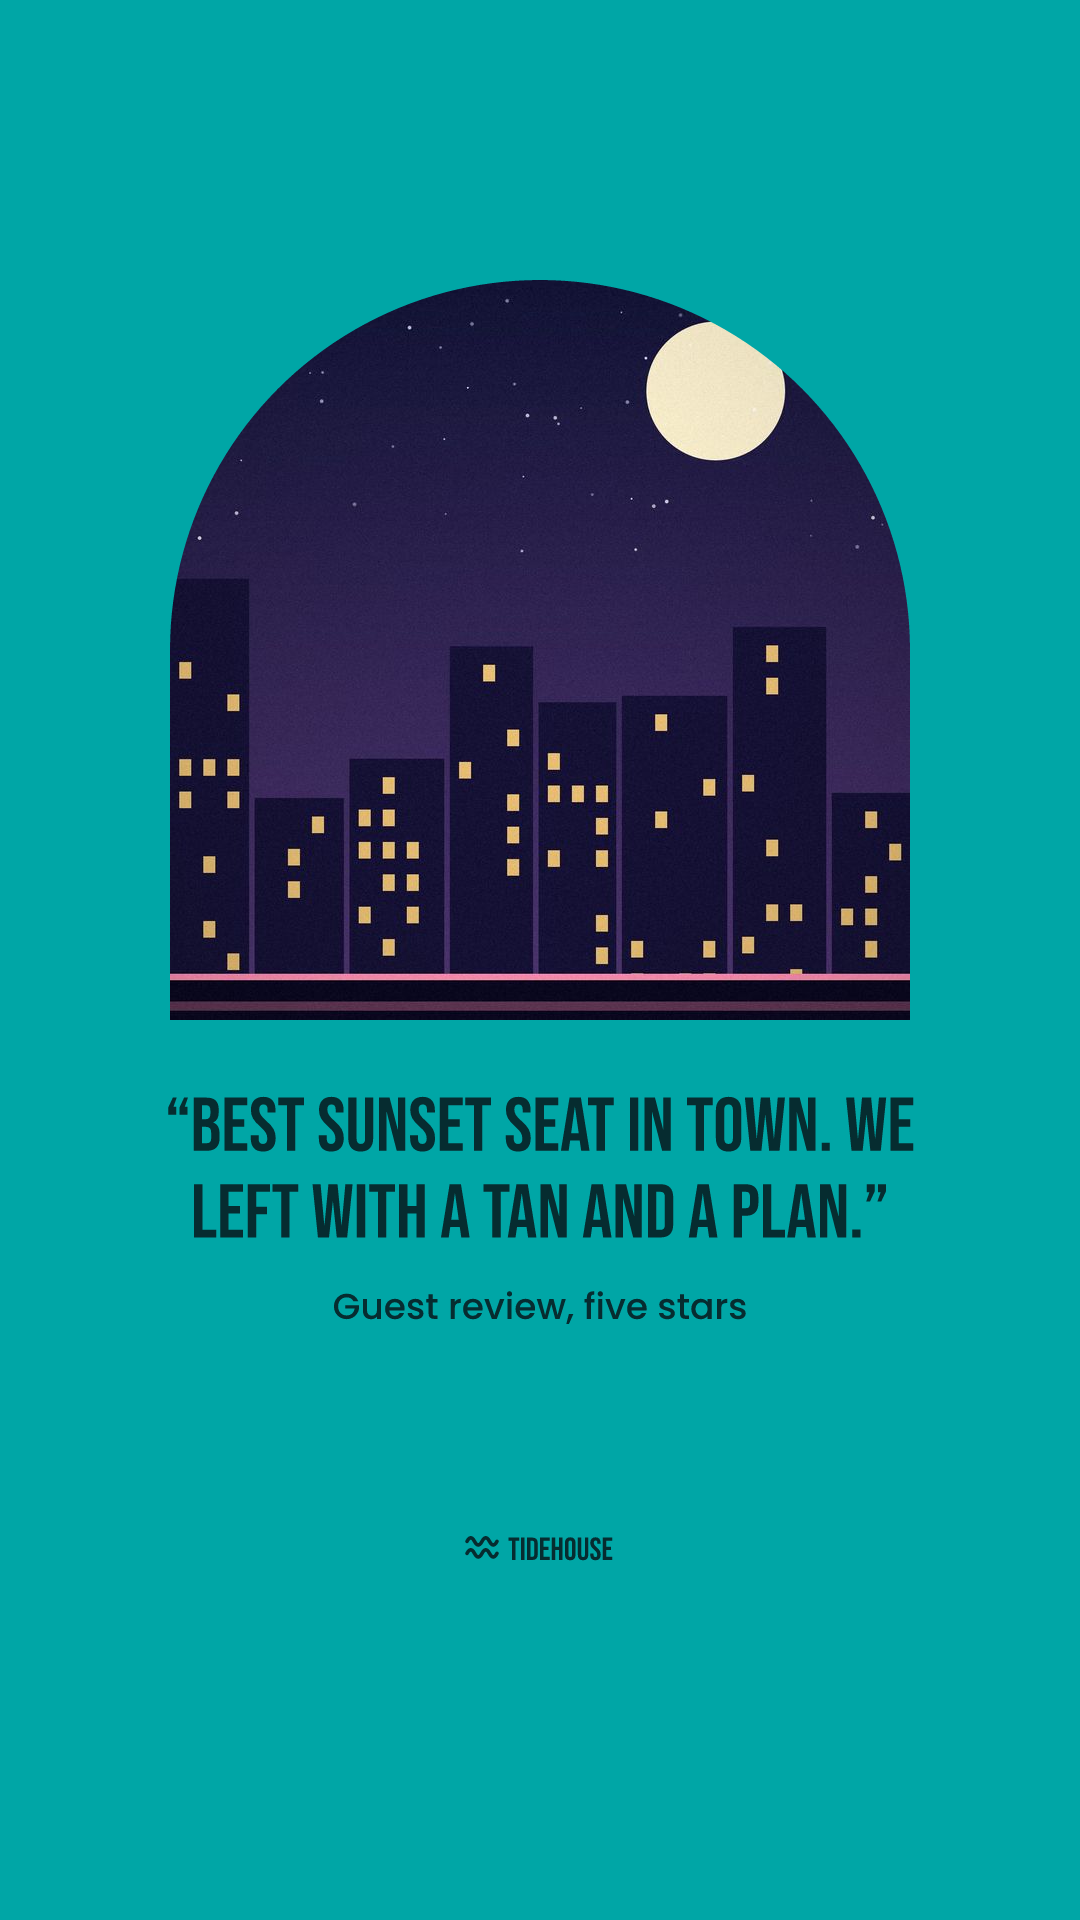 “BEST SUNSET SEAT IN TOWN. WE
LEFT WITH A TAN AND A PLAN.”
Guest review, five stars
TIDEHOUSE